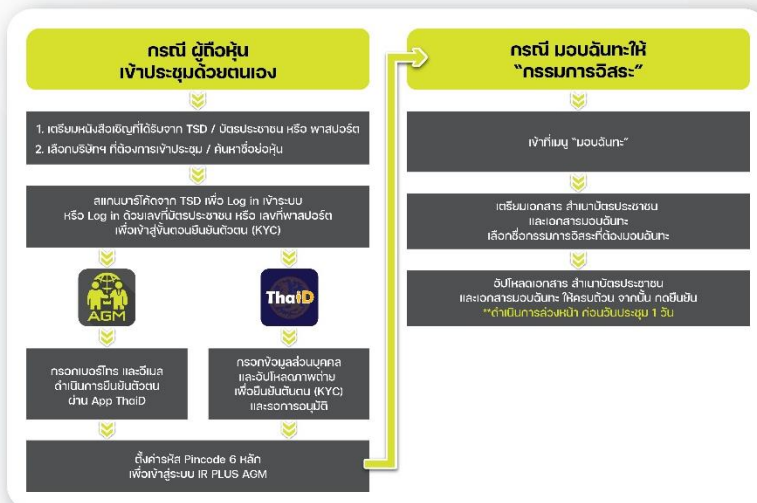 กรณี ผู้ถือหุ้น
เข้าประชุมด้วยตนเอง
1. เตรียมหนังสือเชิญที่ได้รับจาก TSD / บัตรประชาชน หรือ พาสปอร์ต
2. เลือกบริษัทฯ ที่ต้องการเข้าประชุม / ค้นหาชื่อย่อหุ้น
สแกนบาร์โค้ดจาก TSD เพื่อ Log in เข้าระบบ
หรือ Log in ด้วยเลขที่บัตรประชาชน หรือ เลขที่พาสปอร์ต
เพื่อเข้าสู่ขั้นตอนยืนยันตัวตน (KYC)
AGM
ThaiD
กรอกเบอร์โทร และอีเมล
ดำเนินการยืนยันตัวตน
ผ่าน App ThaiD
กรอกข้อมูลส่วนบุคคล
และอัปโหลดภาพถ่าย
เพื่อยืนยันตัวตน (KYC)
และรอการอนุมัติ
ตั้งค่ารหัส Pincode 6 หลัก
เพื่อเข้าสู่ระบบ IR PLUS AGM
กรณี มอบฉันทะให้
“กรรมการอิสระ”
เข้าที่เมนู “มอบฉันทะ”
เตรียมเอกสาร สำเนาบัตรประชาชน
และเอกสารมอบฉันทะ
เลือกชื่อกรรมการอิสระที่ต้องมอบฉันทะ
อัปโหลดเอกสาร สำเนาบัตรประชาชน
และเอกสารมอบฉันทะ ให้ครบถ้วน จากนั้น กดยืนยัน
**ดำเนินการล่วงหน้า ก่อนวันประชุม 1 วัน